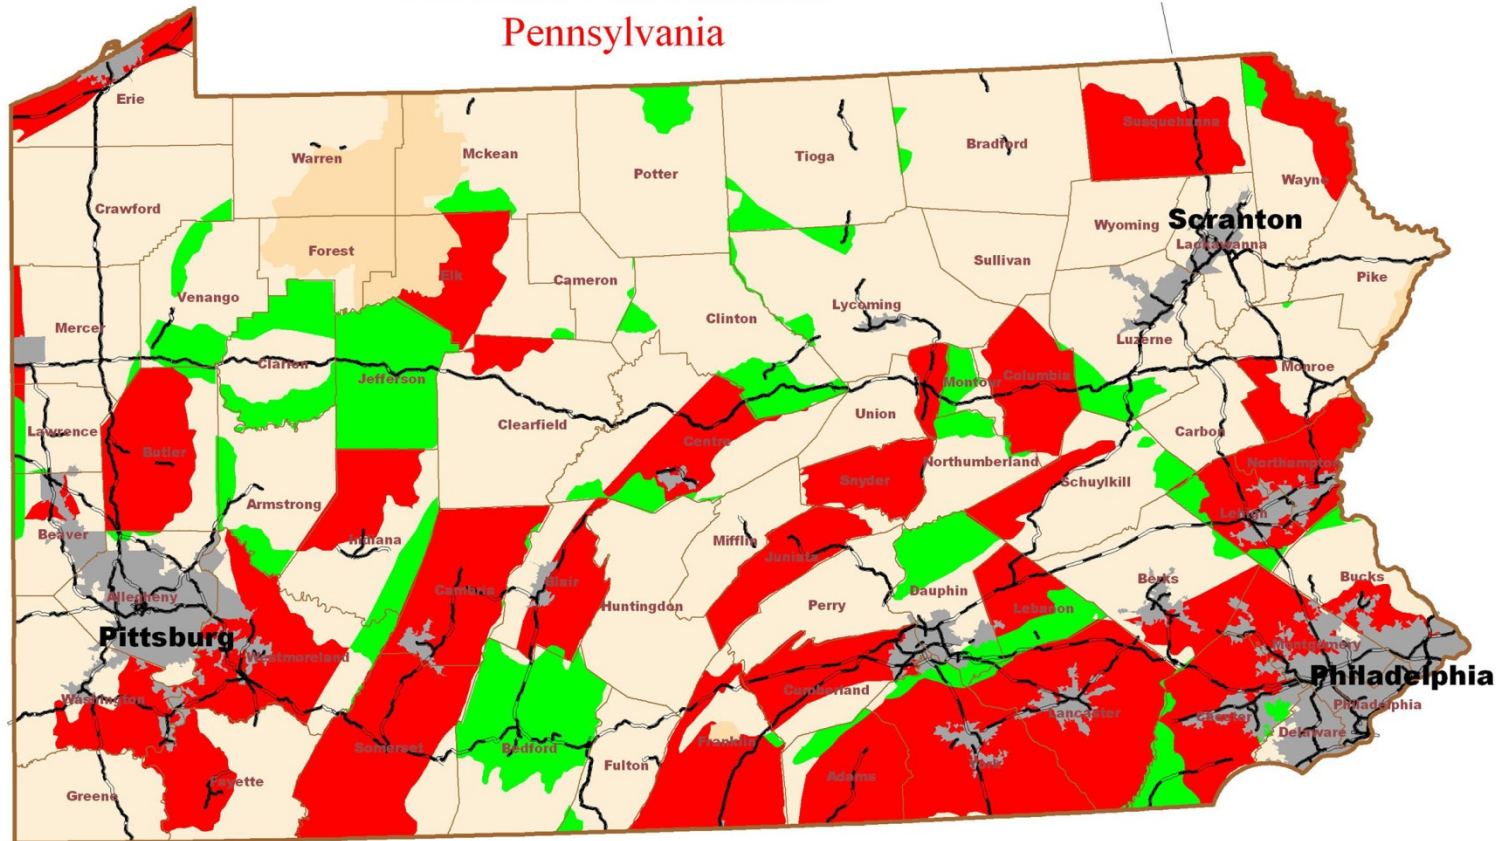 Pennsylvania
Erie
Warren
Mckean
Potter
Tioga
Bradford
Susquehanna
Wayne
Crawford
Forest
Elk
Cameron
Wyoming
Scranton
Lackawanna
Sullivan
Pike
Venango
Mercer
Clinton
Lycoming
Luzerne
Clarion
Jefferson
Montour
Columbia
Monroe
Lawrence
Butler
Clearfield
Centre
Union
Carbon
Armstrong
Snyder
Northumberland
Schuylkill
Northampton
Lehigh
Beaver
Indiana
Mifflin
Juniata
Allegheny
Cambria
Blair
Huntingdon
Perry
Dauphin
Lebanon
Berks
Bucks
Pittsburg
Westmoreland
Montgomery
Philadelphia
Washington
Cumberland
Lancaster
Chester
Philadelphia
Delaware
Somerset
Bedford
Fulton
Franklin
Adams
York
Greene
Fayette